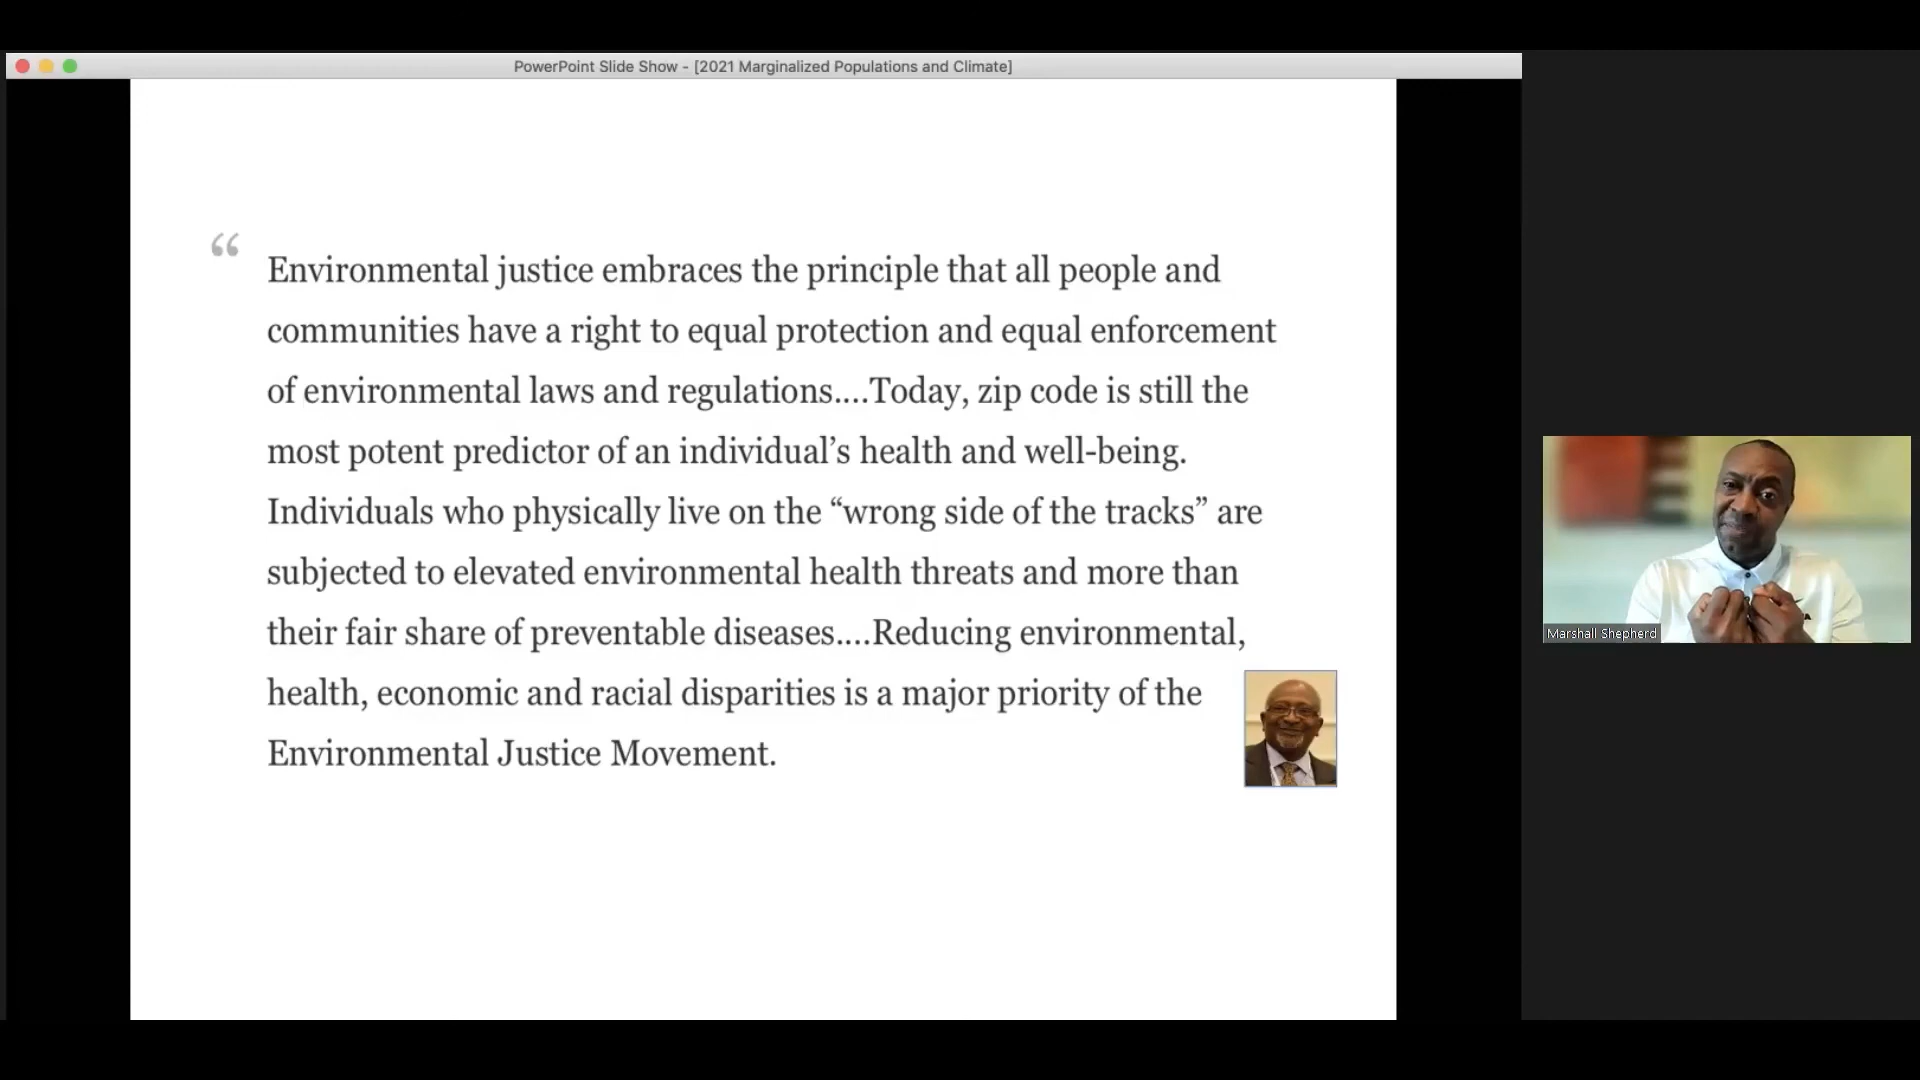 PowerPoint Slide Show - [2021 Marginalized Populations and Climate]
“
Environmental justice embraces the principle that all people and
communities have a right to equal protection and equal enforcement
of environmental laws and regulations....Today, zip code is still the
most potent predictor of an individual’s health and well-being.
Individuals who physically live on the “wrong side of the tracks” are
subjected to elevated environmental health threats and more than
their fair share of preventable diseases....Reducing environmental,
health, economic and racial disparities is a major priority of the
Environmental Justice Movement.
Marshall Shepherd